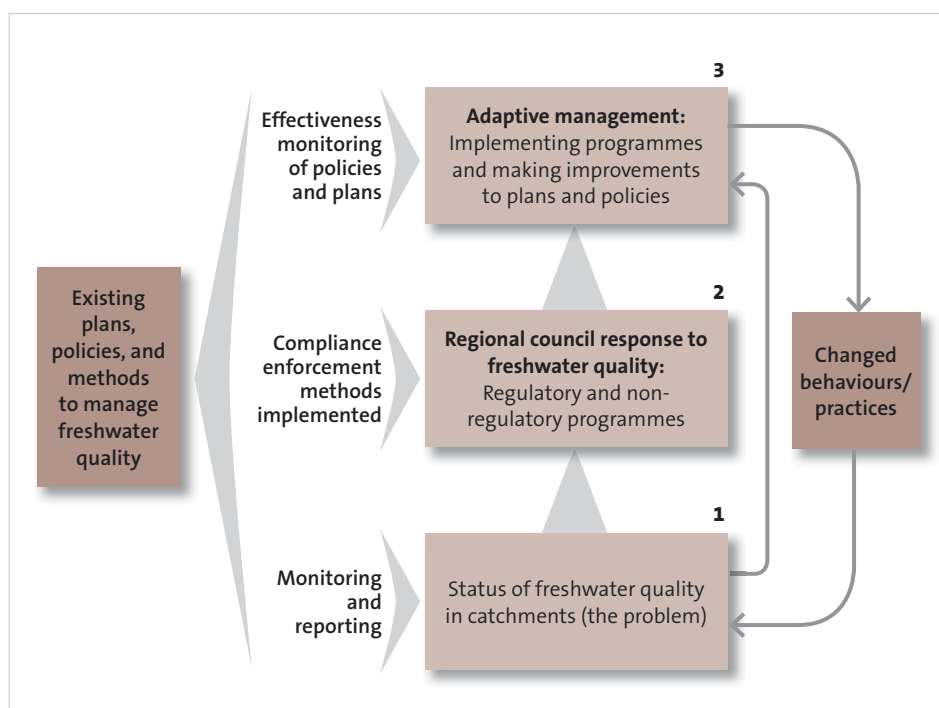 Existing
plans,
policies, and
methods
to manage
freshwater
quality
Effectiveness
monitoring
of policies
and plans
3
Adaptive management:
Implementing programmes
and making improvements
to plans and policies
Compliance
enforcement
methods
implemented
2
Regional council response to
freshwater quality:
Regulatory and non-
regulatory programmes
Monitoring
and
reporting
1
Status of freshwater quality
in catchments (the problem)
Changed
behaviours/
practices